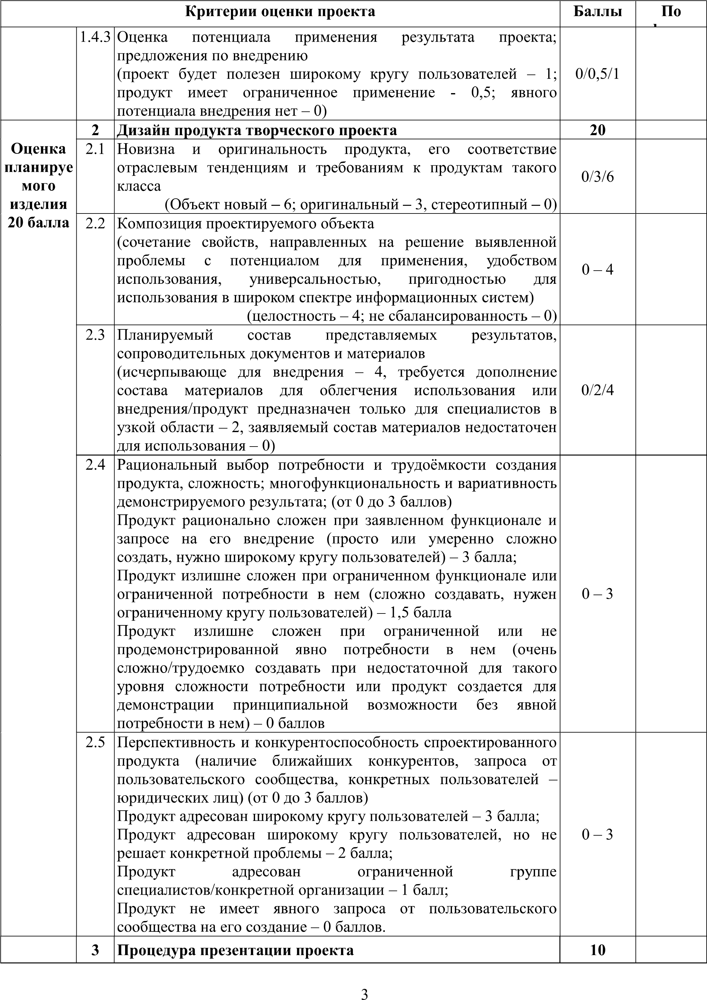 Критерии оценки проекта Баллы По
1.4.3 Оценка потенциала применения результата проекта;
предложения по внедрению
(проект будет полезен широкому кругу пользователей – 1;
продукт имеет ограниченное применение - 0,5; явного
потенциала внедрения нет – 0)
0/0,5/1
Оценка
планируе
мого
изделия
20 балла
2 Дизайн продукта творческого проекта 20
2.1 Новизна и оригинальность продукта, его соответствие
отраслевым тенденциям и требованиям к продуктам такого
класса
(Объект новый – 6; оригинальный – 3, стереотипный – 0)
0/3/6
2.2 Композиция проектируемого объекта
(сочетание свойств, направленных на решение выявленной
проблемы с потенциалом для применения, удобством
использования, универсальностью, пригодностью для
использования в широком спектре информационных систем)
(целостность – 4; не сбалансированность – 0)
0 – 4
2.3 Планируемый состав представляемых результатов,
сопроводительных документов и материалов
(исчерпывающе для внедрения – 4, требуется дополнение
состава материалов для облегчения использования или
внедрения/продукт предназначен только для специалистов в
узкой области – 2, заявляемый состав материалов недостаточен
для использования – 0)
0/2/4
2.4 Рациональный выбор потребности и трудоёмкости создания
продукта, сложность; многофункциональность и вариативность
демонстрируемого результата; (от 0 до 3 баллов)
Продукт рационально сложен при заявленном функционале и
запросе на его внедрение (просто или умеренно сложно
создать, нужно широкому кругу пользователей) – 3 балла;
Продукт излишне сложен при ограниченном функционале или
ограниченной потребности в нем (сложно создавать, нужен
ограниченному кругу пользователей) – 1,5 балла
Продукт излишне сложен при ограниченной или не
продемонстрированной явно потребности в нем (очень
сложно/трудоемко создавать при недостаточной для такого
уровня сложности потребности или продукт создается для
демонстрации принципиальной возможности без явной
потребности в нем) – 0 баллов
0 – 3
2.5 Перспективность и конкурентоспособность спроектированного
продукта (наличие ближайших конкурентов, запроса от
пользовательского сообщества, конкретных пользователей –
юридических лиц) (от 0 до 3 баллов)
Продукт адресован широкому кругу пользователей – 3 балла;
Продукт адресован широкому кругу пользователей, но не
решает конкретной проблемы – 2 балла;
Продукт адресован ограниченной группе
специалистов/конкретной организации – 1 балл;
Продукт не имеет явного запроса от пользовательского
сообщества на его создание – 0 баллов.
0 – 3
3 Процедура презентации проекта 10
3